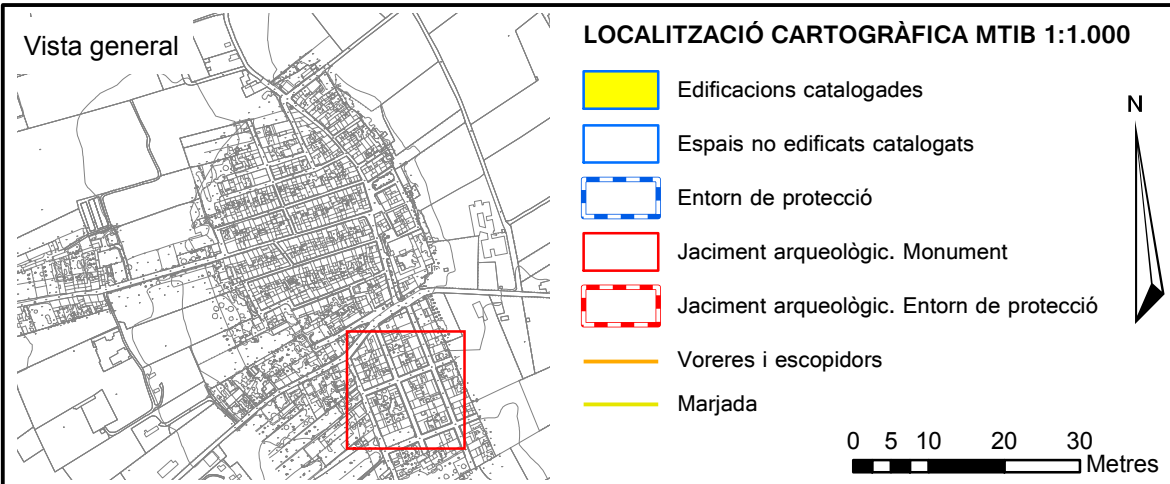 Vista general
LOCALITZACIÓ CARTOGRÀFICA MTIB 1:1.000
Edificacions catalogades
Espais no edificats catalogats
Entorn de protecció
Jaciment arqueològic. Monument
Jaciment arqueològic. Entorn de protecció
Voreres i escopidors
Marjada
N
0 5 10 20 30
Metres